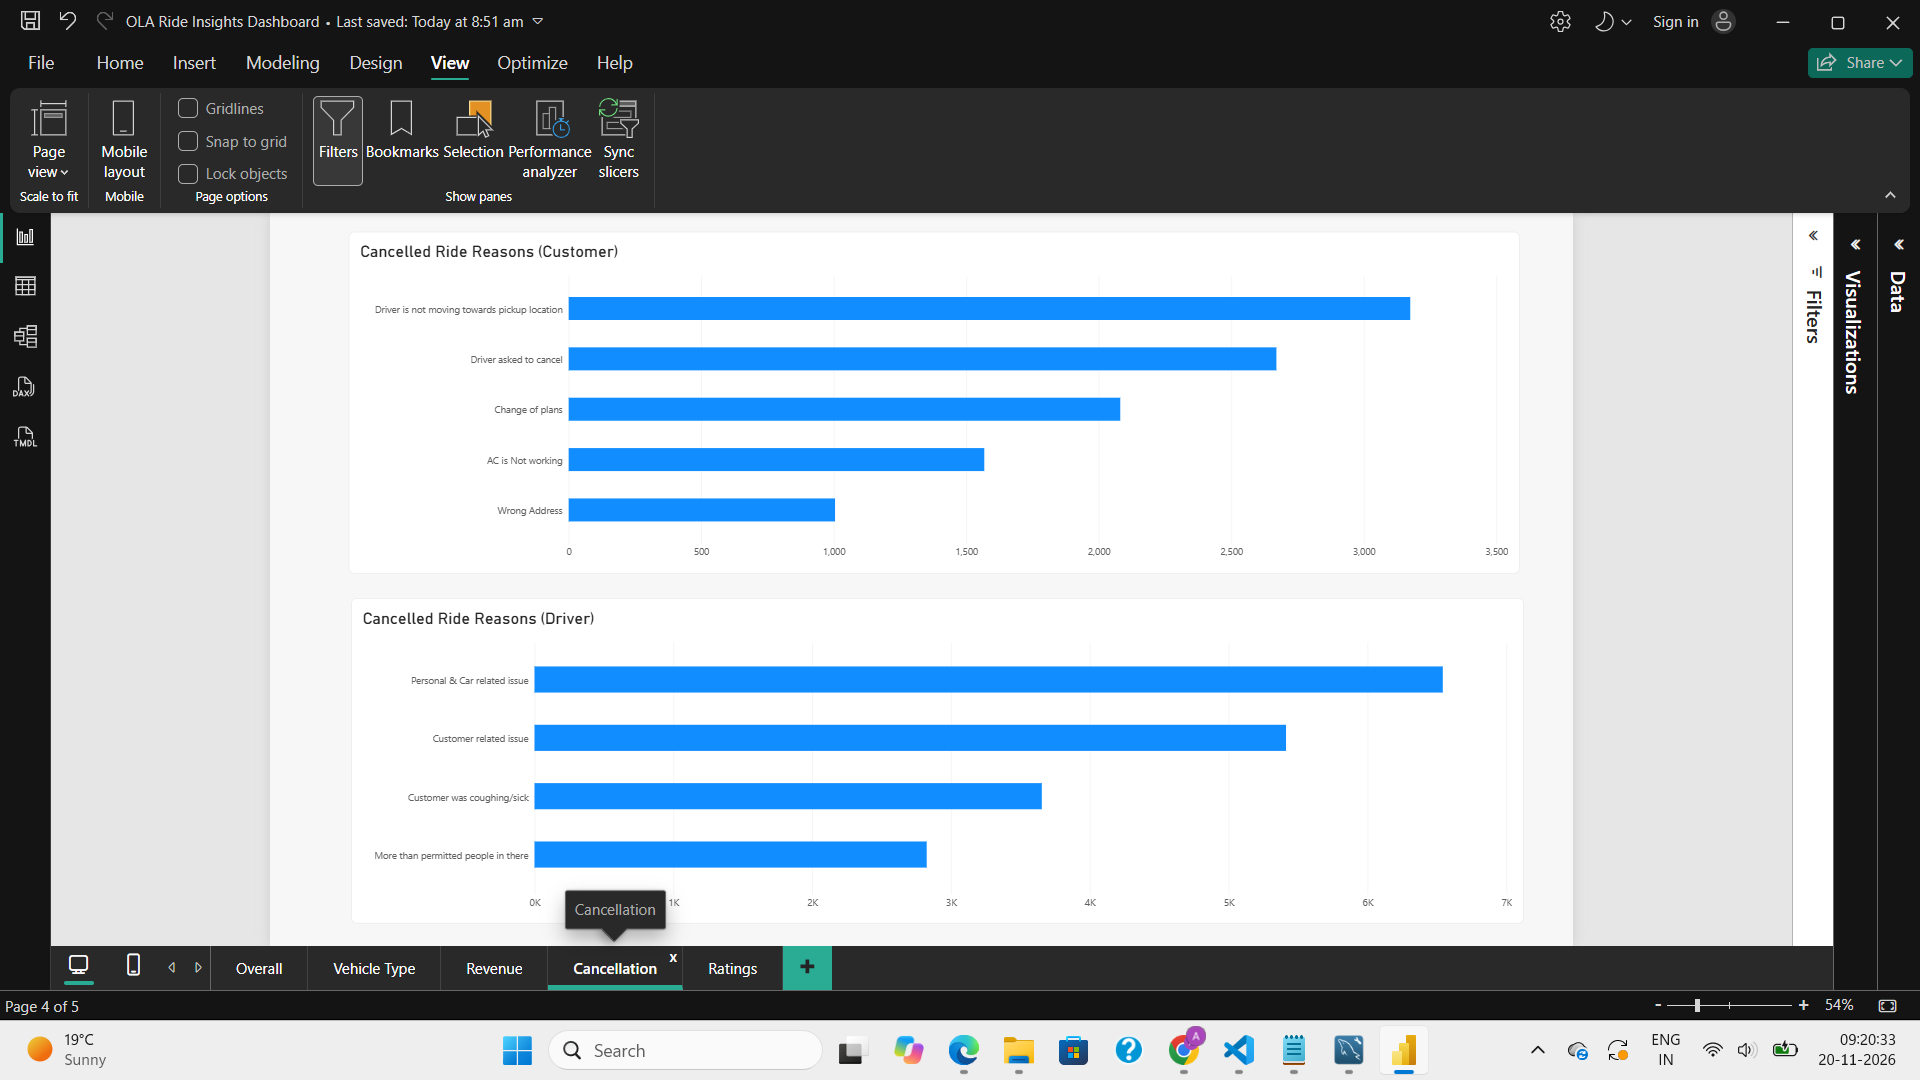 OLA Ride Insights Dashboard • Last saved: Today at 8:51 am
Sign in
File Home Insert Modeling Design View Optimize Help
Share
Page view
Mobile layout
Gridlines
Snap to grid
Lock objects
Filters
Bookmarks
Selection
Performance analyzer
Sync slicers
Scale to fit
Mobile
Page options
Show panes
DAX
TMDL
Cancelled Ride Reasons (Customer)
Driver is not moving towards pickup location
Driver asked to cancel
Change of plans
AC is Not working
Wrong Address
0 500 1,000 1,500 2,000 2,500 3,000 3,500
Cancelled Ride Reasons (Driver)
Personal & Car related issue
Customer related issue
Customer was coughing/sick
More than permitted people in there
0K 1K 2K 3K 4K 5K 6K 7K
Cancellation
Filters
Visualizations
Data
Overall
Vehicle Type
Revenue
Cancellation x
Ratings
+
Page 4 of 5
- + 54%
19°C
Sunny
Search
A
ENG
IN
09:20:33
20-11-2026